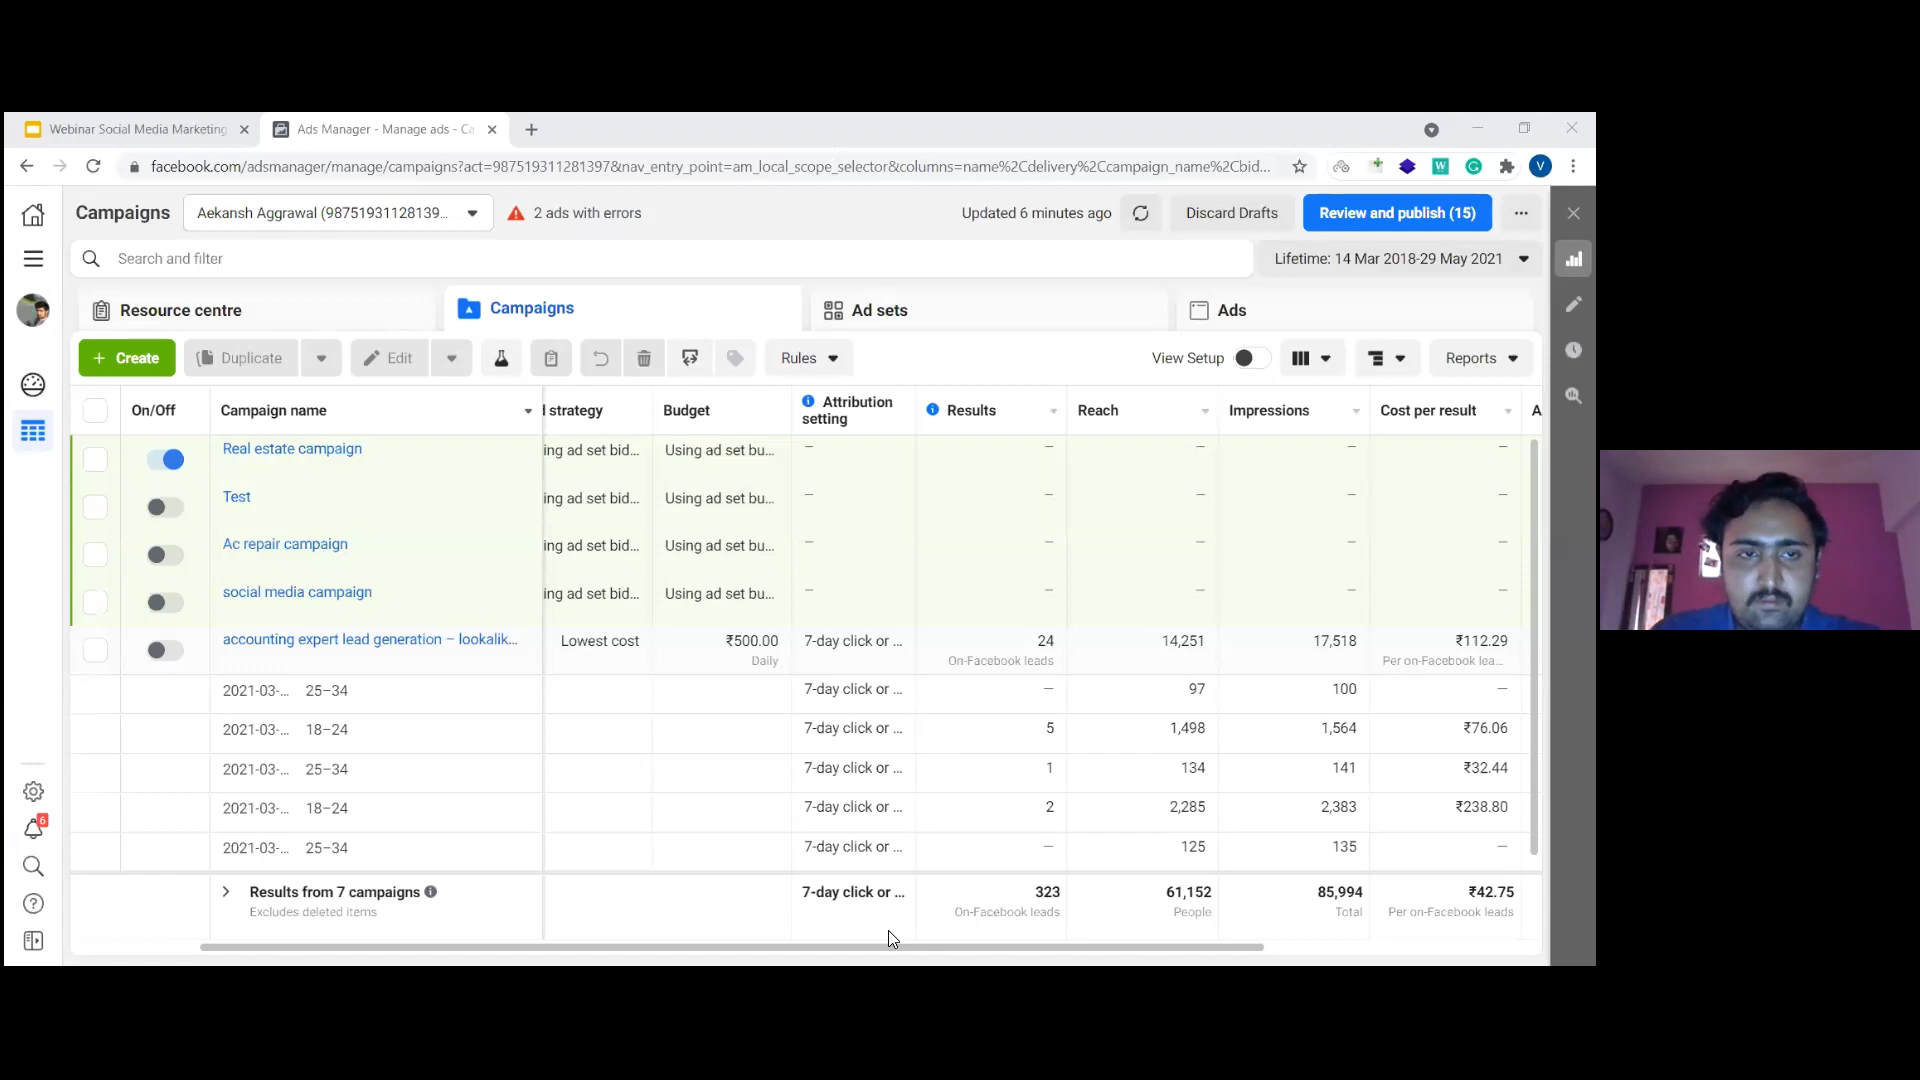 Webinar Social Media Marketing
Ads Manager - Manage ads - Ca
facebook.com/adsmanager/manage/campaigns?act=987519311281397&nav_entry_point=am_local_scope_selector&columns=name%2Cdelivery%2Ccampaign_name%2Cbid...
V
Campaigns
Aekansh Aggrawal (98751931128139...
2 ads with errors
Updated 6 minutes ago
Discard Drafts
Review and publish (15)
Search and filter
Lifetime: 14 Mar 2018-29 May 2021
Resource centre
Campaigns
Ad sets
Ads
+ Create
Duplicate
Edit
Rules
View Setup
Reports
On/Off Campaign name l strategy Budget Attribution setting Results Reach Impressions Cost per result A
Real estate campaign ing ad set bid... Using ad set bu... — — — — —
Test ing ad set bid... Using ad set bu... — — — — —
Ac repair campaign ing ad set bid... Using ad set bu... — — — — —
social media campaign ing ad set bid... Using ad set bu... — — — — —
accounting expert lead generation – lookalik... Lowest cost ₹500.00 7-day click or ... 24 14,251 17,518 ₹112.29
Daily On-Facebook leads Per on-Facebook lea...
2021-03-... 25–34 7-day click or ... — 97 100 —
2021-03-... 18–24 7-day click or ... 5 1,498 1,564 ₹76.06
2021-03-... 25–34 7-day click or ... 1 134 141 ₹32.44
2021-03-... 18–24 7-day click or ... 2 2,285 2,383 ₹238.80
2021-03-... 25–34 7-day click or ... — 125 135 —
6
Results from 7 campaigns 7-day click or ... 323 61,152 85,994 ₹42.75
Excludes deleted items On-Facebook leads People Total Per on-Facebook leads